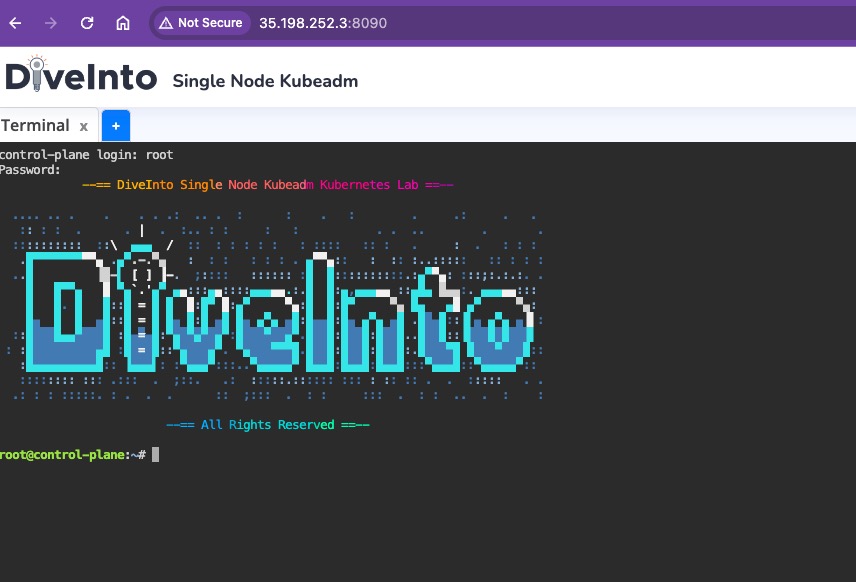 Not Secure 35.198.252.3:8090
DiveInto Single Node Kubeadm
Terminal x +
control-plane login: root
Password:
--== DiveInto Single Node Kubeadm Kubernetes Lab ==--
DiveInto
--== All Rights Reserved ==--
root@control-plane:~#